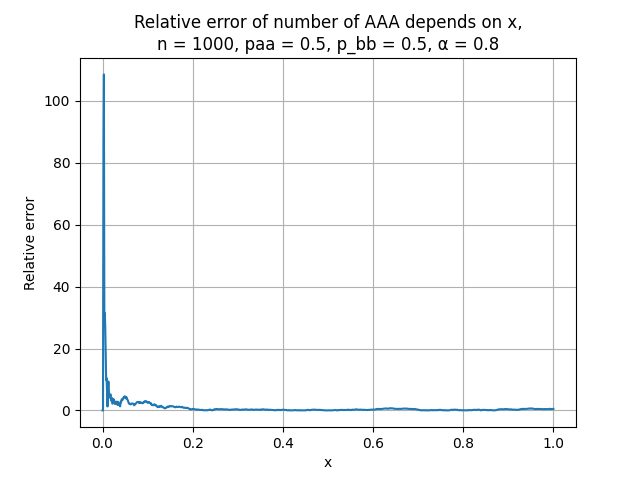 Relative error of number of AAA depends on x,
n = 1000, paa = 0.5, p_bb = 0.5, α = 0.8
100
80
60
40
20
0
Relative error
0.0 0.2 0.4 0.6 0.8 1.0
x